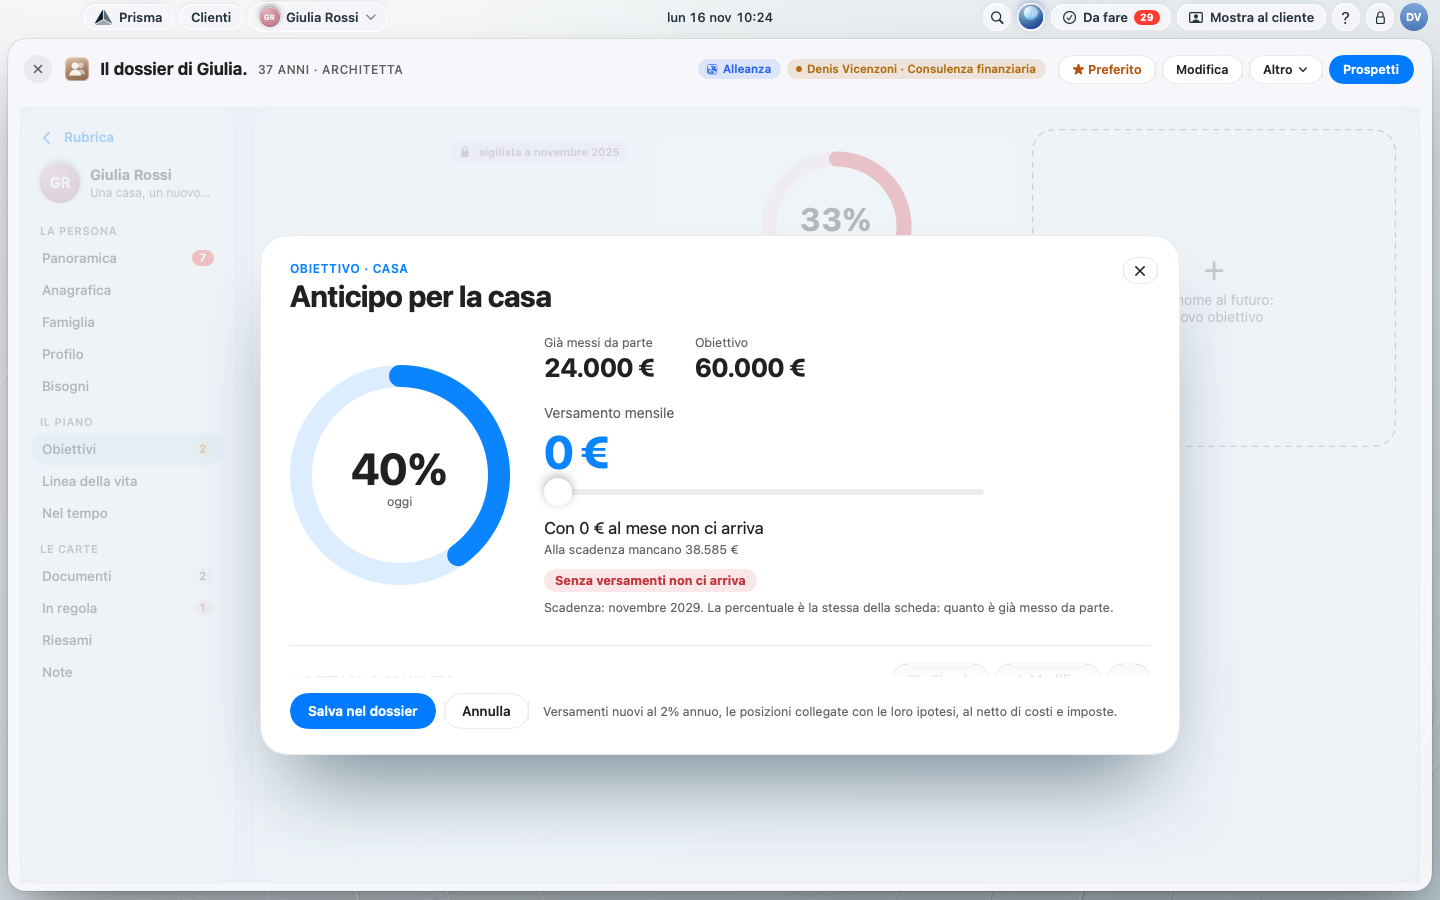 Prisma
Clienti
GR Giulia Rossi
lun 16 nov 10:24
Da fare 29
Mostra al cliente
?
DV
Il dossier di Giulia.
37 ANNI · ARCHITETTA
Alleanza
Denis Vicenzoni · Consulenza finanziaria
Preferito
Modifica
Altro
Prospetti
Rubrica
GR
Giulia Rossi
Una casa, un nuovo…
LA PERSONA
Panoramica 7
Anagrafica
Famiglia
Profilo
Bisogni
IL PIANO
Obiettivi 2
Linea della vita
Nel tempo
LE CARTE
Documenti 2
In regola 1
Riesami
Note
sigillata a novembre 2025
33%
nome al futuro:
obiettivo
OBIETTIVO · CASA
Anticipo per la casa
40%
oggi
Già messi da parte
24.000 €
Obiettivo
60.000 €
Versamento mensile
0 €
Con 0 € al mese non ci arriva
Alla scadenza mancano 38.585 €
Senza versamenti non ci arriva
Scadenza: novembre 2029. La percentuale è la stessa della scheda: quanto è già messo da parte.
Salva nel dossier
Annulla
Versamenti nuovi al 2% annuo, le posizioni collegate con le loro ipotesi, al netto di costi e imposte.